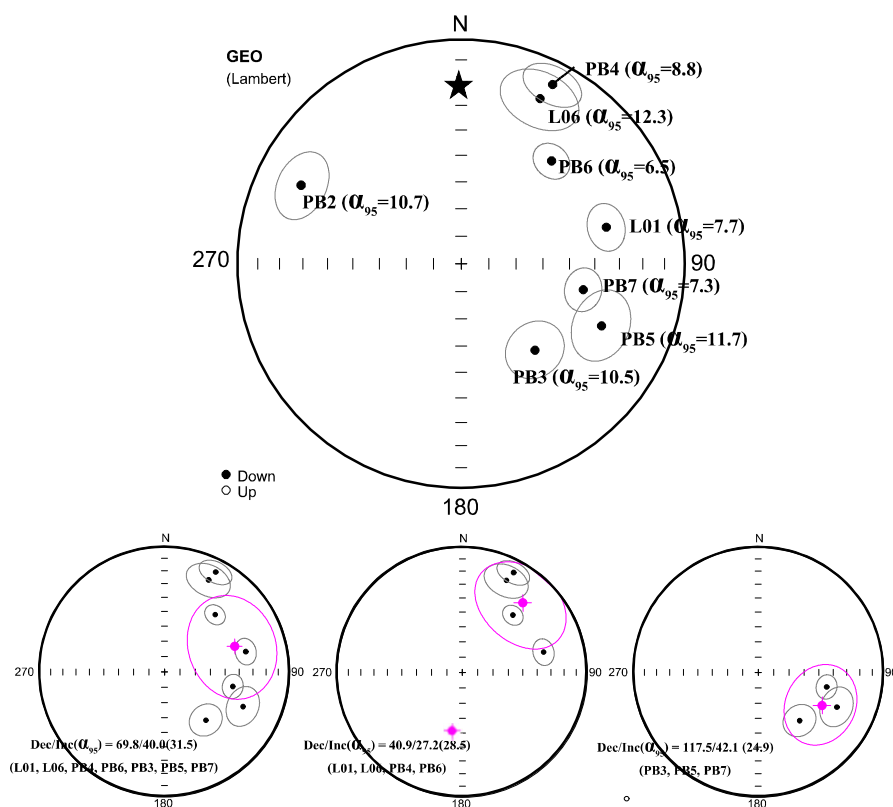 N
GEO
(Lambert)
PB4 (α95=8.8)
L06 (α95=12.3)
PB6 (α95=6.5)
PB2 (α95=10.7)
L01 (α95=7.7)
270
90
PB7 (α95=7.3)
PB5 (α95=11.7)
PB3 (α95=10.5)
Down
Up
180
N
N
N
270
90
270
90
270
90
Dec/Inc(α95) = 69.8/40.0(31.5)
(L01, L06, PB4, PB6, PB3, PB5, PB7)
Dec/Inc(α95) = 40.9/27.2(28.5)
(L01, L06, PB4, PB6)
Dec/Inc(α95) = 117.5/42.1 (24.9)
(PB3, PB5, PB7)
180
180
180